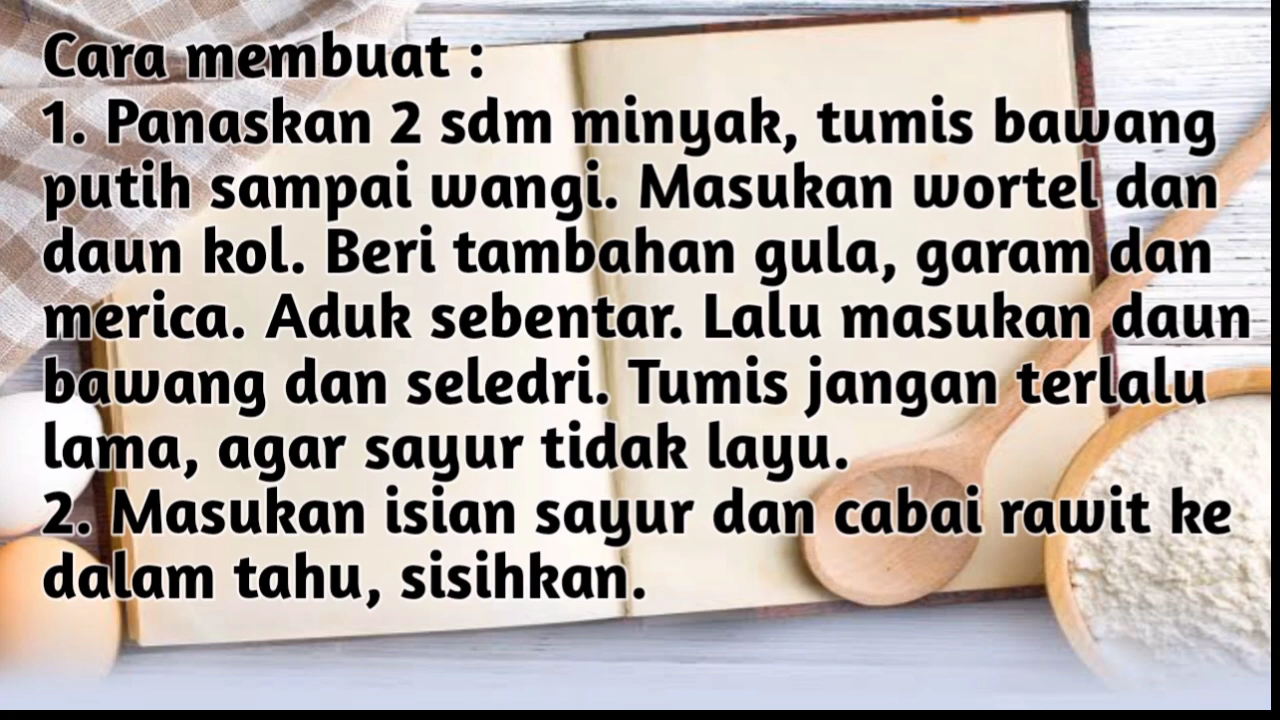 Cara membuat :
1. Panaskan 2 sdm minyak, tumis bawang
putih sampai wangi. Masukan wortel dan
daun kol. Beri tambahan gula, garam dan
merica. Aduk sebentar. Lalu masukan daun
bawang dan seledri. Tumis jangan terlalu
lama, agar sayur tidak layu.
2. Masukan isian sayur dan cabai rawit ke
dalam tahu, sisihkan.